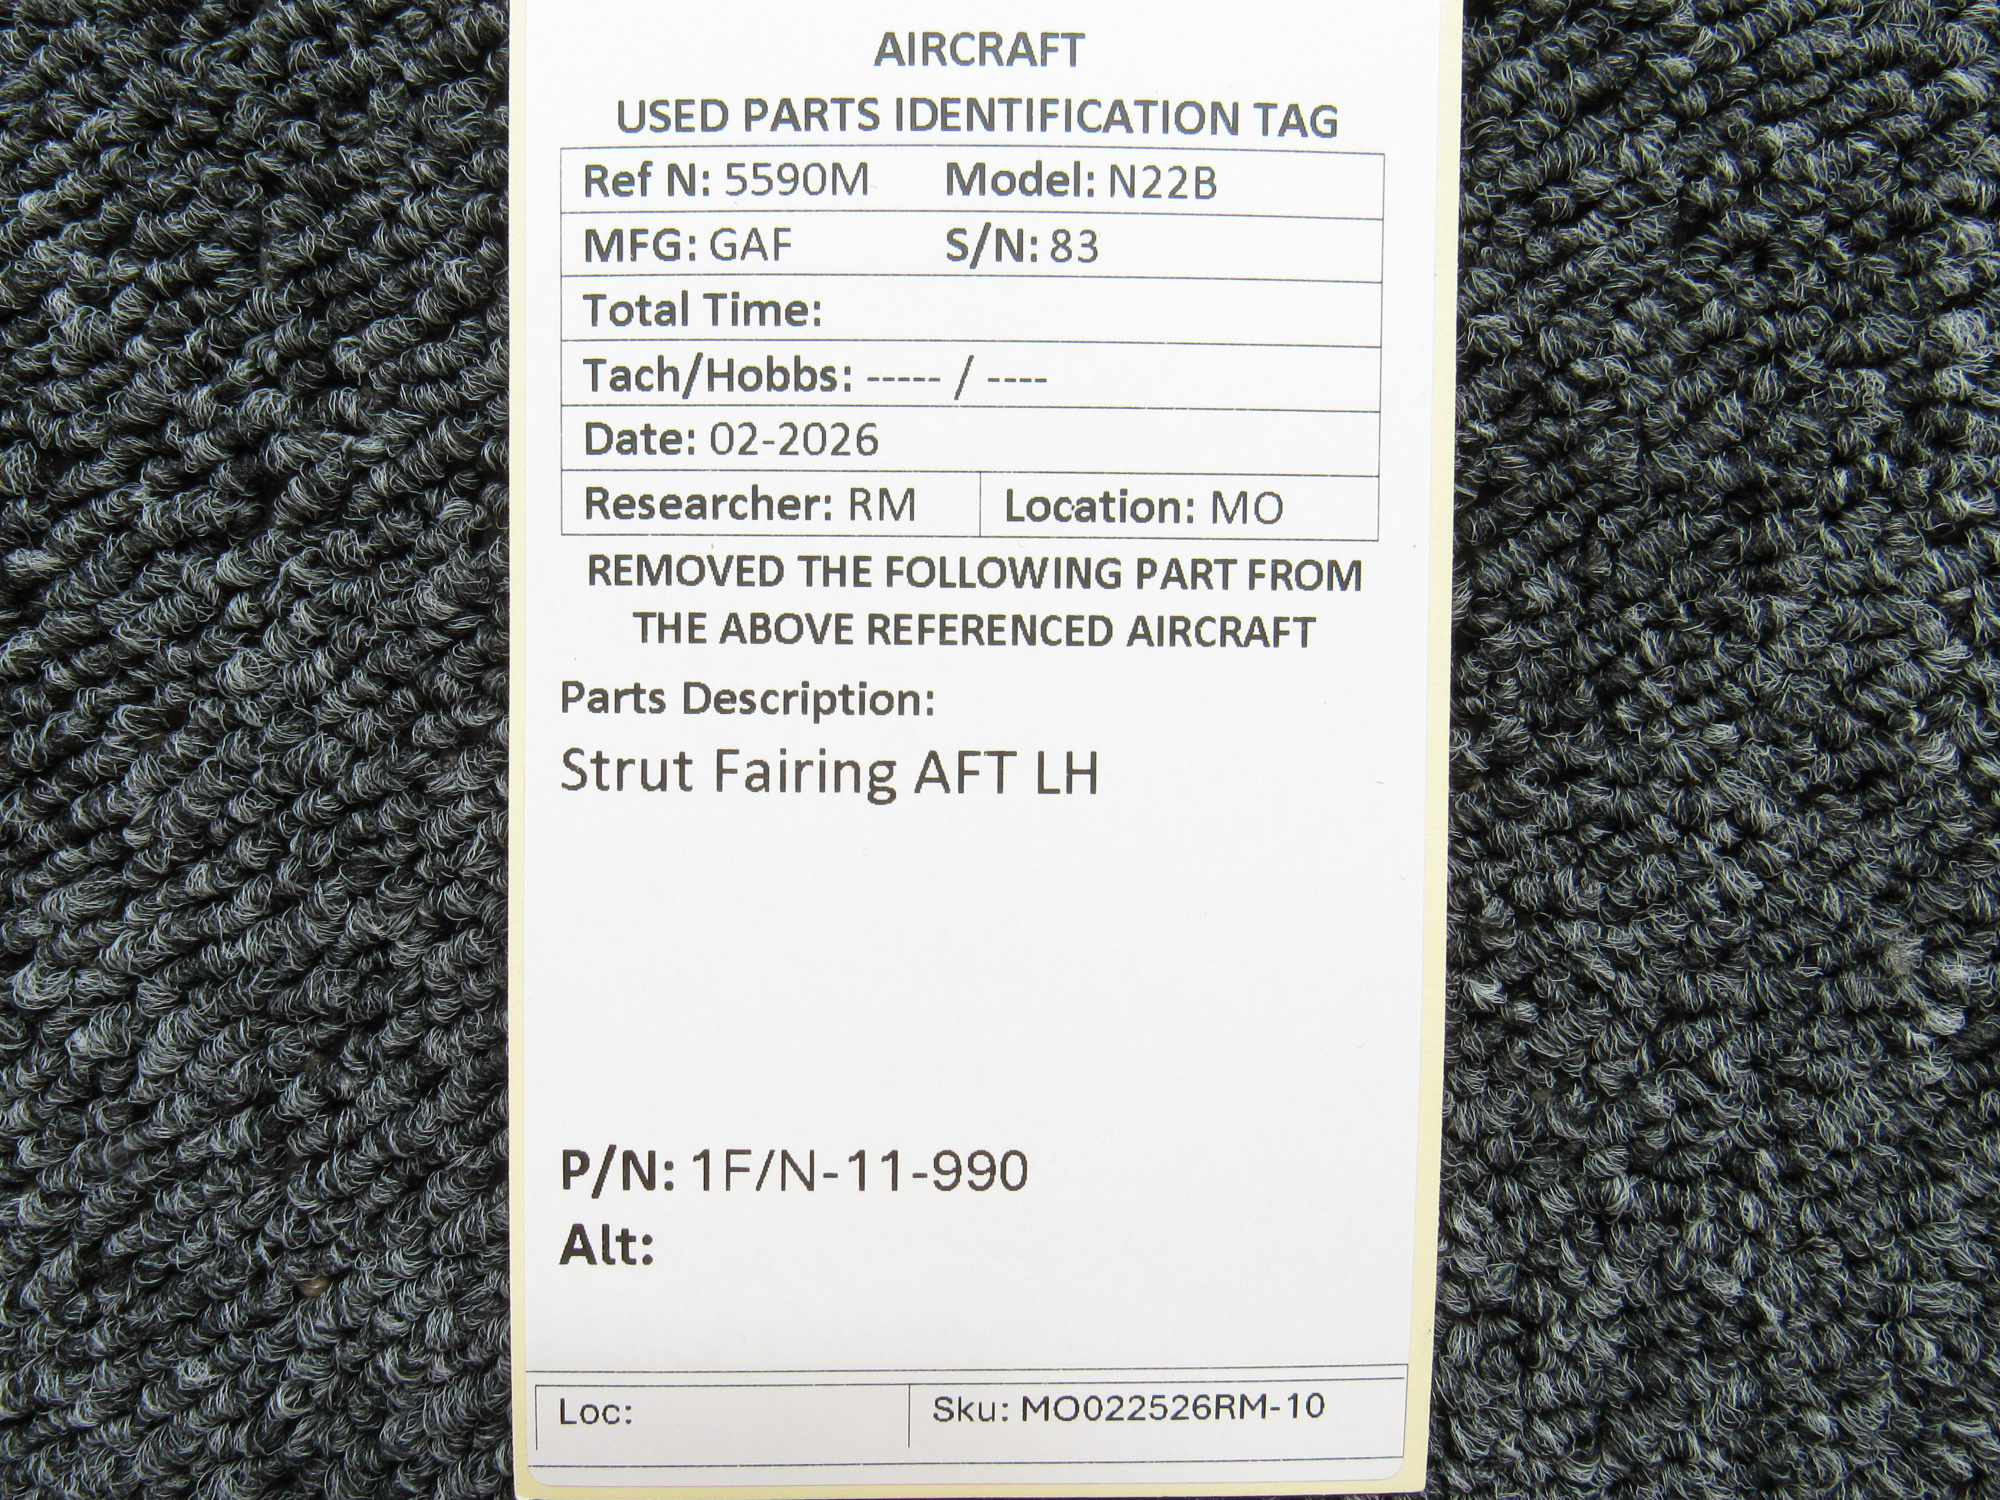 AIRCRAFT
USED PARTS IDENTIFICATION TAG
Ref N: 5590M Model: N22B
MFG: GAF S/N: 83
Total Time:
Tach/Hobbs: ----- / ----
Date: 02-2026
Researcher: RM Location: MO
REMOVED THE FOLLOWING PART FROM
THE ABOVE REFERENCED AIRCRAFT
Parts Description:
Strut Fairing AFT LH
P/N: 1F/N-11-990
Alt:
Loc: Sku: MO022526RM-10